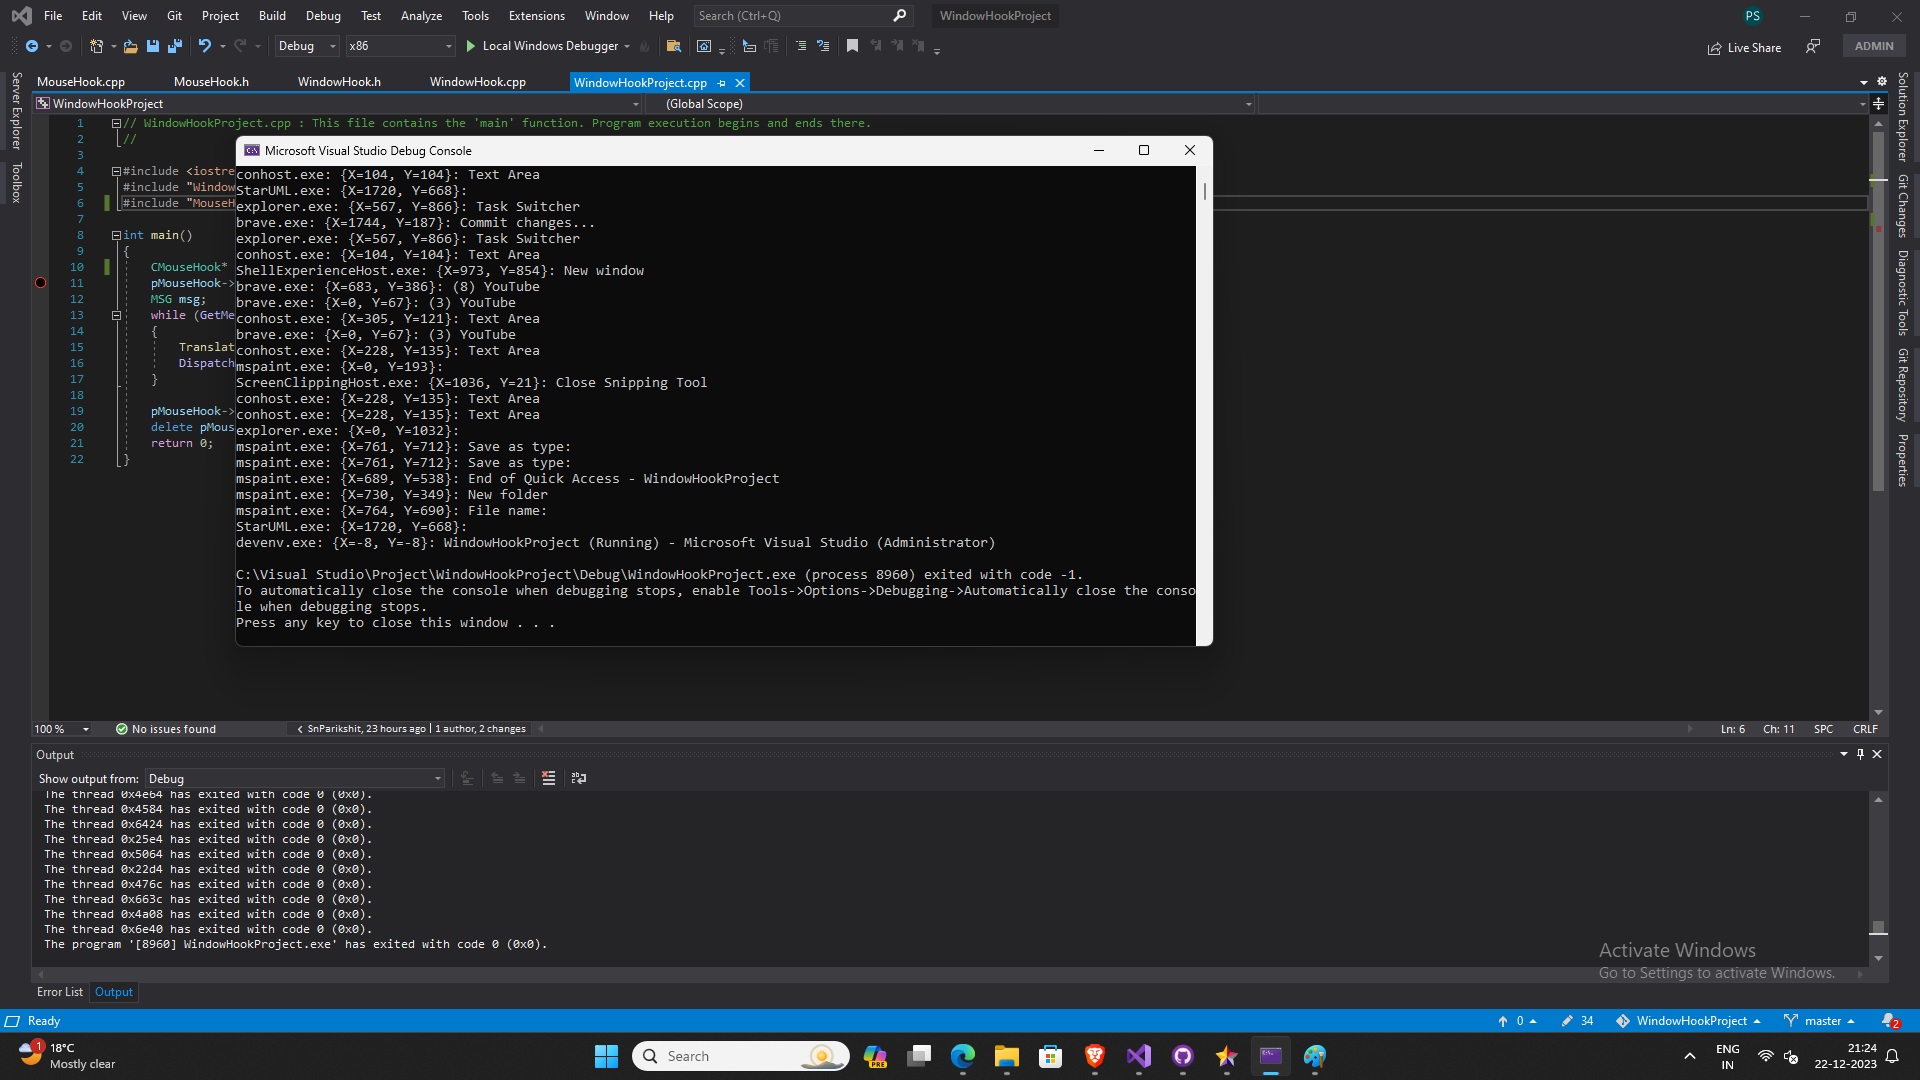 File Edit View Git Project Build Debug Test Analyze Tools Extensions Window Help Search (Ctrl+Q) WindowHookProject PS
Debug x86 Local Windows Debugger Live Share ADMIN
MouseHook.cpp MouseHook.h WindowHook.h WindowHook.cpp WindowHookProject.cpp
WindowHookProject (Global Scope)
Server Explorer
Toolbox
1 // WindowHookProject.cpp : This file contains the 'main' function. Program execution begins and ends there.
2 //
3
4 #include <iostre
5 #include "Window
6 #include "MouseH
7
8 int main()
9 {
10 CMouseHook*
11 pMouseHook->
12 MSG msg;
13 while (GetMe
14 {
15 Translat
16 Dispatch
17 }
18
19 pMouseHook->
20 delete pMous
21 return 0;
22 }
Microsoft Visual Studio Debug Console
conhost.exe: {X=104, Y=104}: Text Area
StarUML.exe: {X=1720, Y=668}:
explorer.exe: {X=567, Y=866}: Task Switcher
brave.exe: {X=1744, Y=187}: Commit changes...
explorer.exe: {X=567, Y=866}: Task Switcher
conhost.exe: {X=104, Y=104}: Text Area
ShellExperienceHost.exe: {X=973, Y=854}: New window
brave.exe: {X=683, Y=386}: (8) YouTube
brave.exe: {X=0, Y=67}: (3) YouTube
conhost.exe: {X=305, Y=121}: Text Area
brave.exe: {X=0, Y=67}: (3) YouTube
conhost.exe: {X=228, Y=135}: Text Area
mspaint.exe: {X=0, Y=193}:
ScreenClippingHost.exe: {X=1036, Y=21}: Close Snipping Tool
conhost.exe: {X=228, Y=135}: Text Area
conhost.exe: {X=228, Y=135}: Text Area
explorer.exe: {X=0, Y=1032}:
mspaint.exe: {X=761, Y=712}: Save as type:
mspaint.exe: {X=761, Y=712}: Save as type:
mspaint.exe: {X=689, Y=538}: End of Quick Access - WindowHookProject
mspaint.exe: {X=730, Y=349}: New folder
mspaint.exe: {X=764, Y=690}: File name:
StarUML.exe: {X=1720, Y=668}:
devenv.exe: {X=-8, Y=-8}: WindowHookProject (Running) - Microsoft Visual Studio (Administrator)
C:\Visual Studio\Project\WindowHookProject\Debug\WindowHookProject.exe (process 8960) exited with code -1.
To automatically close the console when debugging stops, enable Tools->Options->Debugging->Automatically close the conso
le when debugging stops.
Press any key to close this window . . .
Solution Explorer
Git Changes
Diagnostic Tools
Git Repository
Properties
100 % No issues found SnParikshit, 23 hours ago | 1 author, 2 changes Ln: 6 Ch: 11 SPC CRLF
Output
Show output from: Debug
The thread 0x4e64 has exited with code 0 (0x0).
The thread 0x4584 has exited with code 0 (0x0).
The thread 0x6424 has exited with code 0 (0x0).
The thread 0x25e4 has exited with code 0 (0x0).
The thread 0x5064 has exited with code 0 (0x0).
The thread 0x22d4 has exited with code 0 (0x0).
The thread 0x476c has exited with code 0 (0x0).
The thread 0x663c has exited with code 0 (0x0).
The thread 0x4a08 has exited with code 0 (0x0).
The thread 0x6e40 has exited with code 0 (0x0).
The program '[8960] WindowHookProject.exe' has exited with code 0 (0x0).
Activate Windows
Go to Settings to activate Windows.
Error List Output
Ready 0 34 WindowHookProject master 2
1 18°C
Mostly clear
Search
PRE
ENG
IN
21:24
22-12-2023